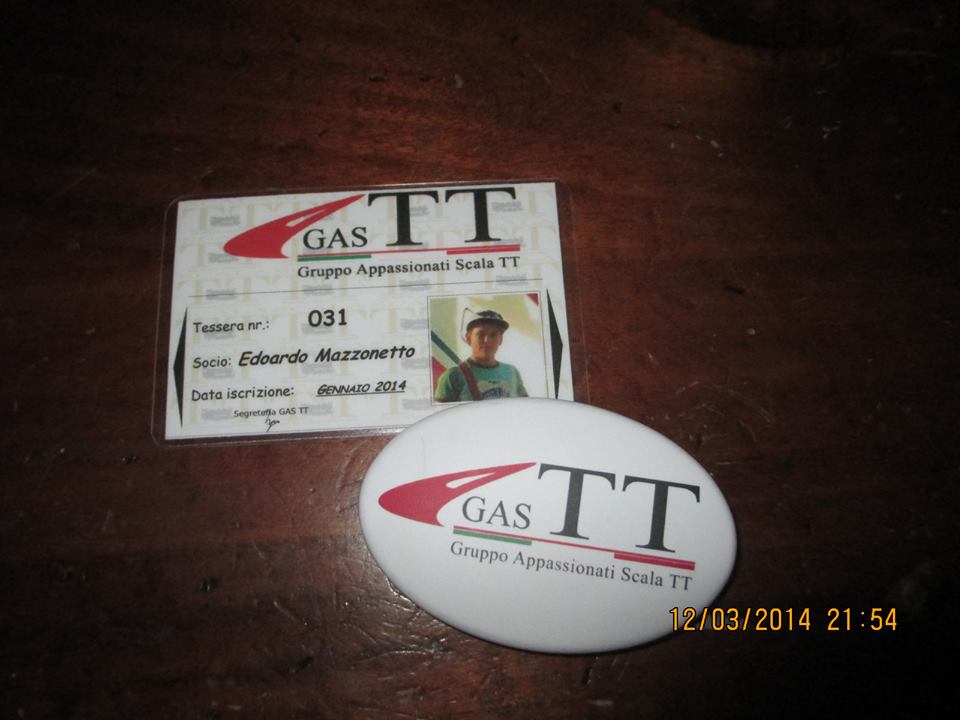 GAS TT
Gruppo Appassionati Scala TT
Tessera nr.: 031
Socio: Edoardo Mazzonetto
Data iscrizione: GENNAIO 2014
Segreteria GAS TT
GAS TT
Gruppo Appassionati Scala TT
12/03/2014 21:54